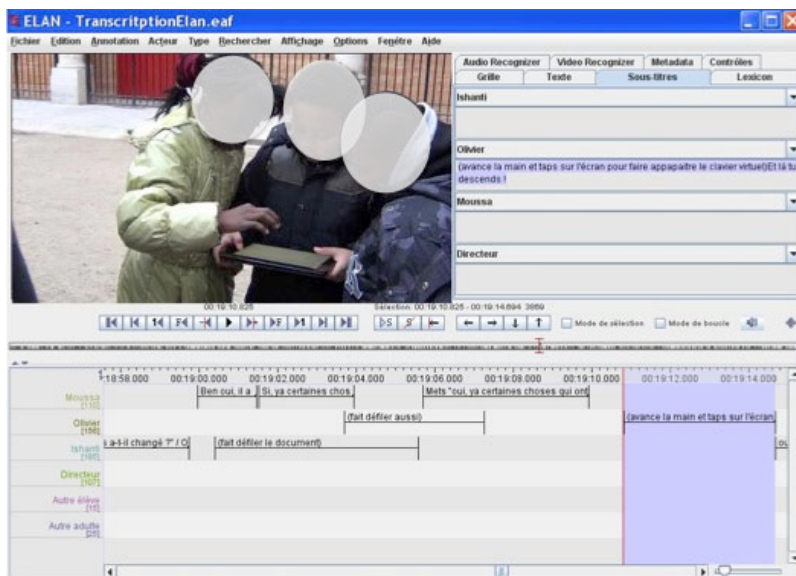 ELAN - TranscritptionElan.eaf
Fichier Edition Annotation Acteur Type Rechercher Affichage Options Fenêtre Aide
Audio Recognizer Video Recognizer Metadata Contrôles
Grille Texte Sous-titres Lexicon
Ishanti
Olivier
(avance la main et taps sur l'écran pour faire appapaitre le clavier virtuel)Et là tu
descends !
Moussa
Directeur
00:19:10.825
Sélection: 00:19:10.825 - 00:19:14.694 3869
Mode de sélection Mode de boucle
:18:58.000 00:19:00.000 00:19:02.000 00:19:04.000 00:19:06.000 00:19:08.000 00:19:10.000 00:19:12.000 00:19:14.000
Moussa
Ben oui, il a Si, ya certaines chos Mets "oui, ya certaines choses qui ont
Olivier
[156]
(fait défiler aussi) (avance la main et taps sur l'écran
Ishanti
a-t-il changé ?" / O (fait défiler le document) ou
Directeur
[107]
Autre élève
Autre adulte